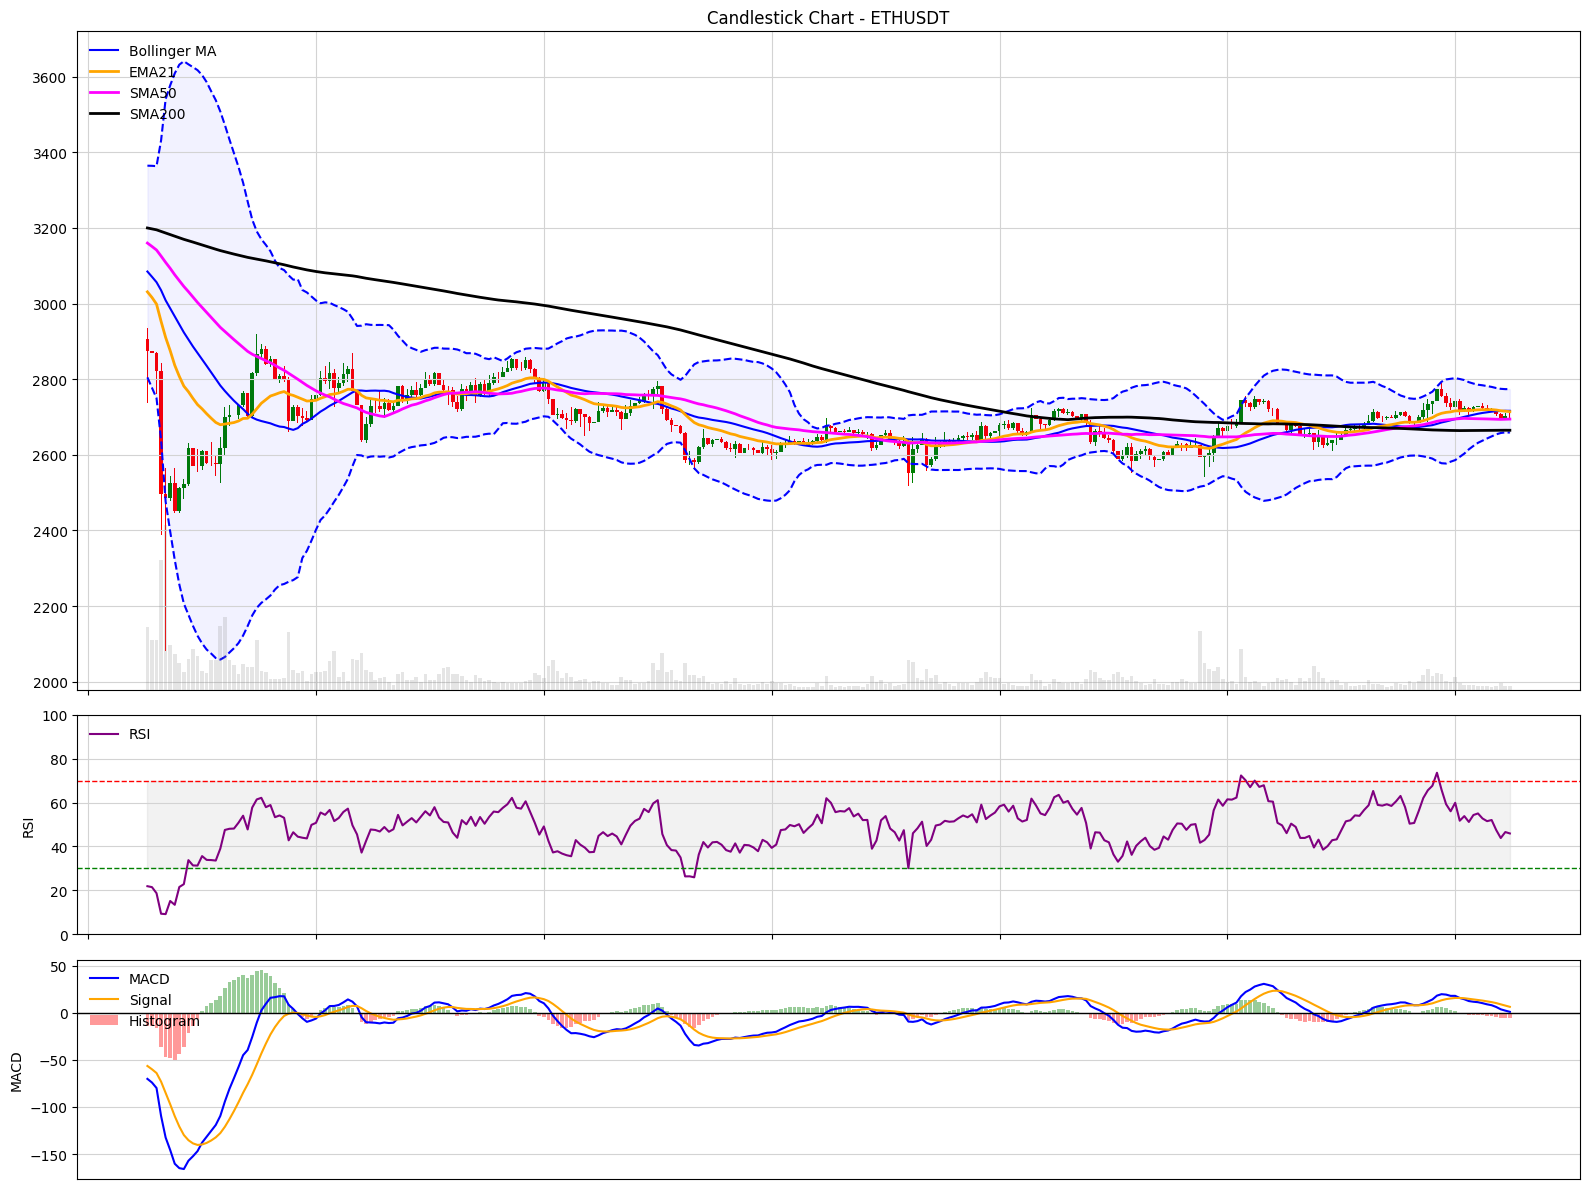 Candlestick Chart - ETHUSDT
Bollinger MA
EMA21
SMA50
SMA200
3600
3400
3200
3000
2800
2600
2400
2200
2000
RSI
100
80
60
40
20
0
RSI
MACD
Signal
Histogram
50
0
−50
−100
−150
MACD